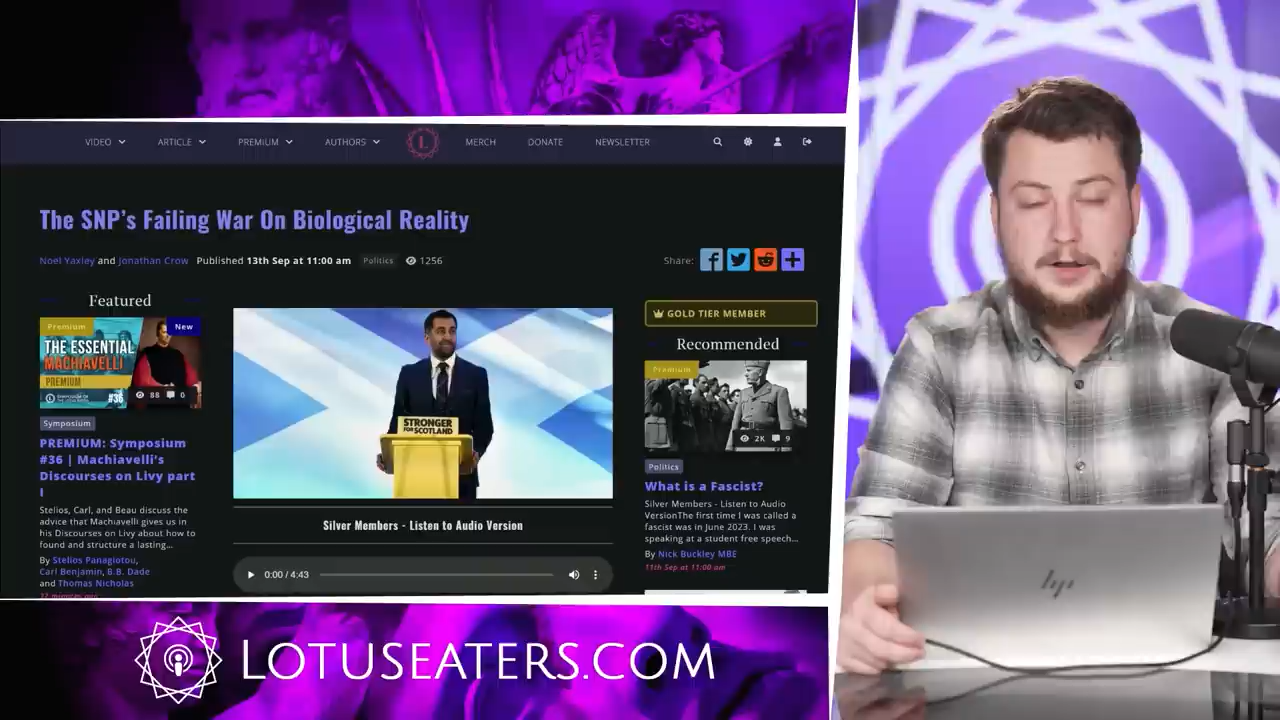 VIDEO ARTICLE PREMIUM AUTHORS L MERCH DONATE NEWSLETTER
The SNP's Failing War On Biological Reality
Noel Yaxley and Jonathan Crow Published 13th Sep at 11:00 am Politics 1256
Share:
Featured
Premium New
THE ESSENTIAL
MACHIAVELLI
PREMIUM
#36 88 0
Symposium
PREMIUM: Symposium
#36 | Machiavelli's
Discourses on Livy part
I
Stelios, Carl, and Beau discuss the
advice that Machiavelli gives us in
his Discourses on Livy about how to
found and structure a lasting...
By Stelios Panagiotou,
Carl Benjamin, B.B. Dade
and Thomas Nicholas
STRONGER
FOR SCOTLAND
Silver Members - Listen to Audio Version
0:00 / 4:43
GOLD TIER MEMBER
Recommended
Premium
2K 9
Politics
What is a Fascist?
Silver Members - Listen to Audio
VersionThe first time I was called a
fascist was in June 2023. I was
speaking at a student free speech...
By Nick Buckley MBE
11th Sep at 11:00 am
LOTUSEATERS.COM
hp